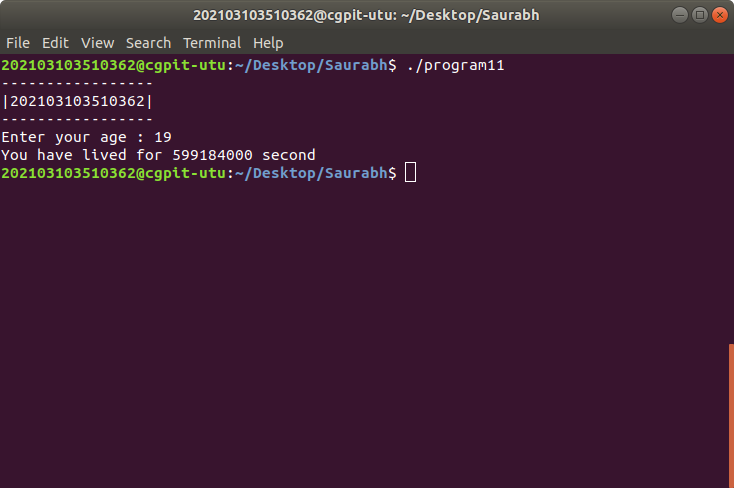 202103103510362@cgpit-utu: ~/Desktop/Saurabh
File Edit View Search Terminal Help
202103103510362@cgpit-utu:~/Desktop/Saurabh$ ./program11
-----------------
|202103103510362|
-----------------
Enter your age : 19
You have lived for 599184000 second
202103103510362@cgpit-utu:~/Desktop/Saurabh$